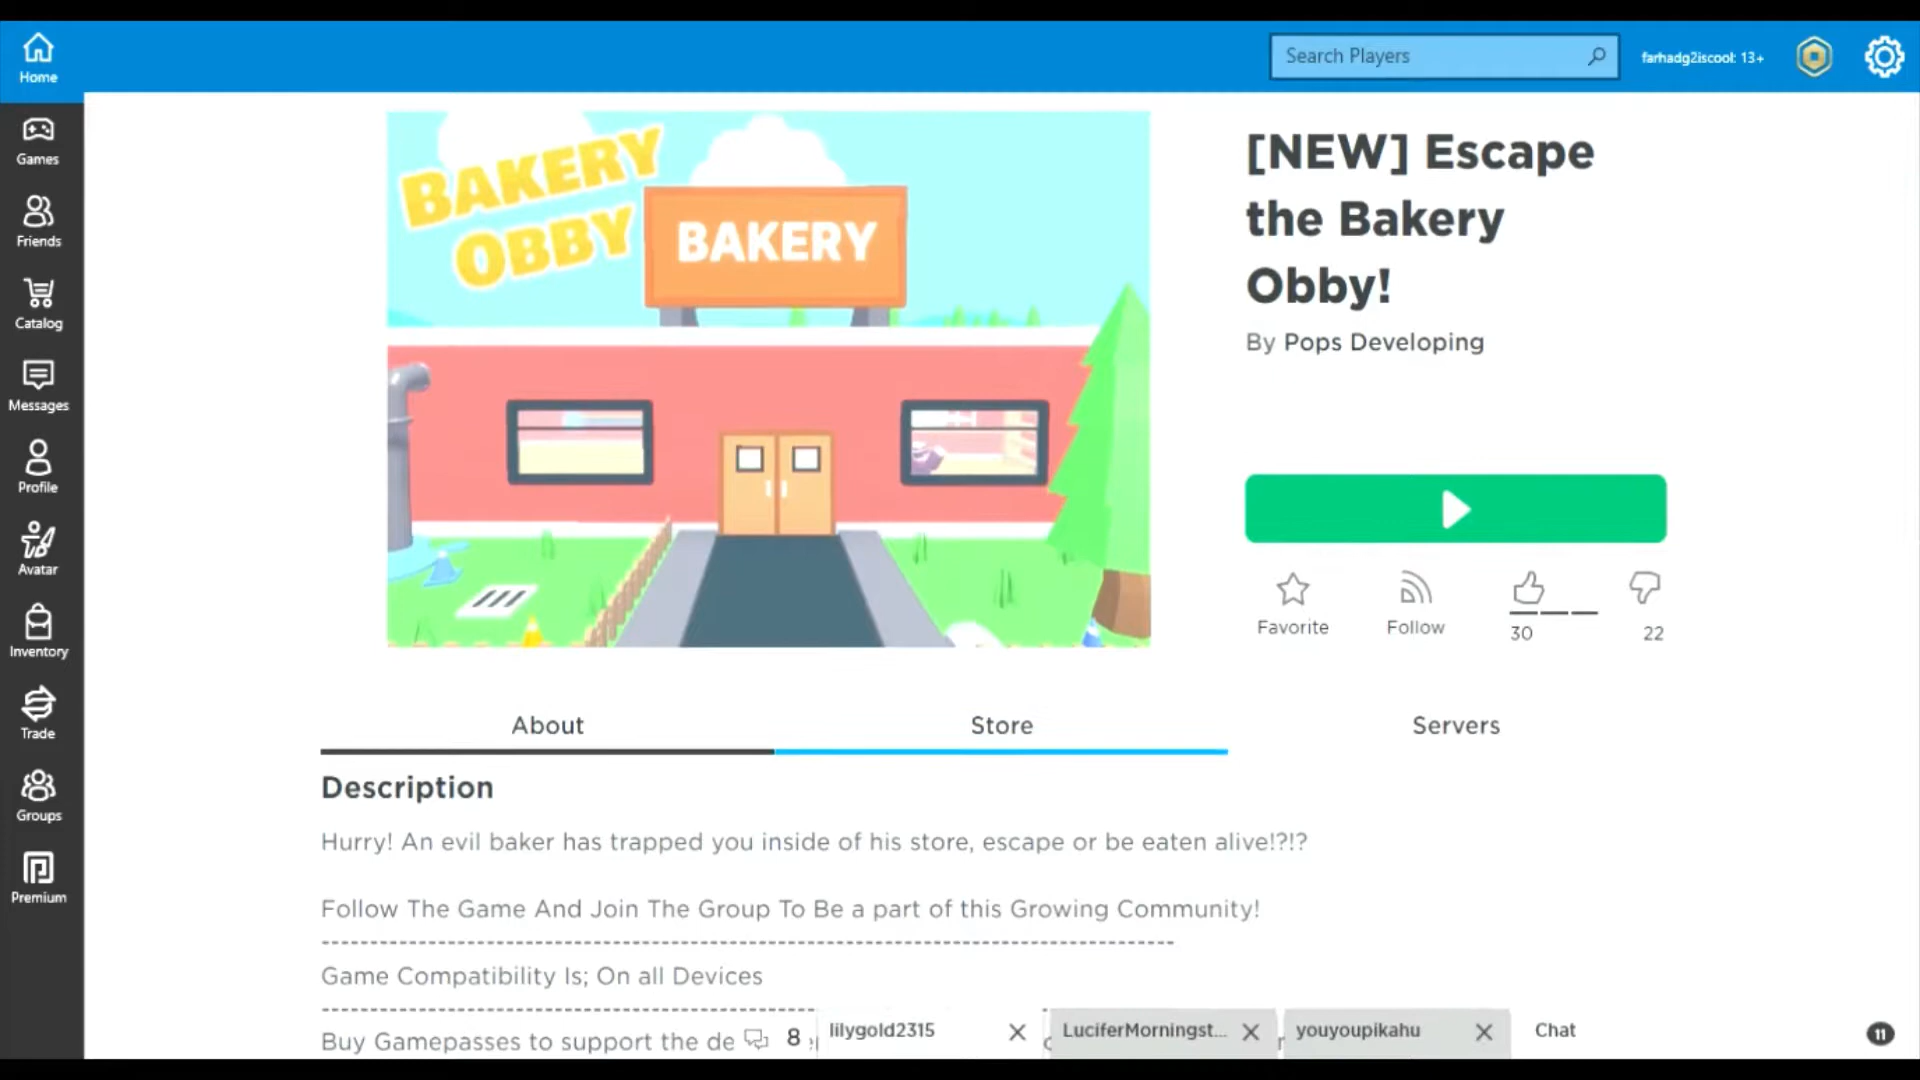 Home
Search Players
farhadg2iscool: 13+
Games
Friends
Catalog
Messages
Profile
Avatar
Inventory
Trade
Groups
Premium
BAKERY
OBBY
BAKERY
[NEW] Escape
the Bakery
Obby!
By Pops Developing
Favorite
Follow
30
22
About
Store
Servers
Description
Hurry! An evil baker has trapped you inside of his store, escape or be eaten alive!?!?
Follow The Game And Join The Group To Be a part of this Growing Community!
--------------------------------------------------------------------------------
Game Compatibility Is; On all Devices
Buy Gamepasses to support the de
8
lilygold2315
LuciferMorningst...
youyoupikahu
Chat
11